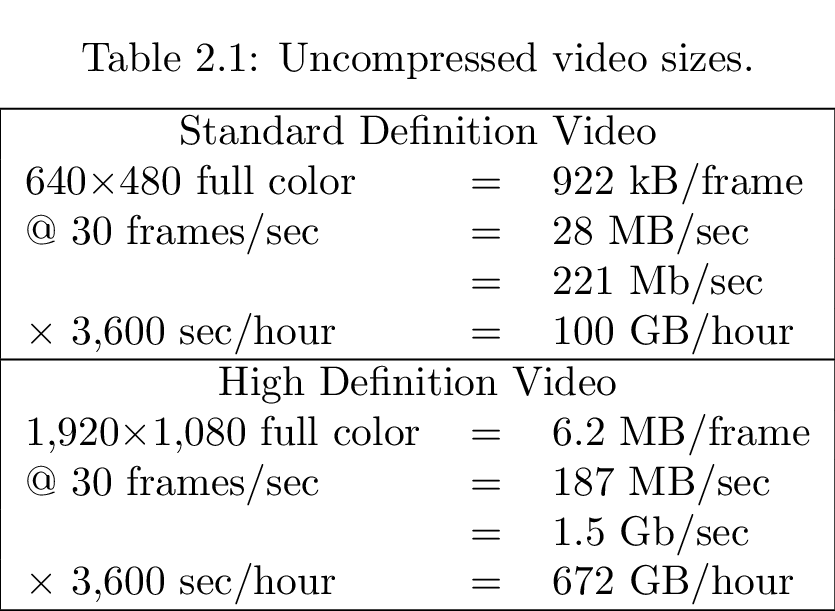 Table 2.1: Uncompressed video sizes.
Standard Definition Video
640×480 full color = 922 kB/frame
@ 30 frames/sec = 28 MB/sec
= 221 Mb/sec
× 3,600 sec/hour = 100 GB/hour
High Definition Video
1,920×1,080 full color = 6.2 MB/frame
@ 30 frames/sec = 187 MB/sec
= 1.5 Gb/sec
× 3,600 sec/hour = 672 GB/hour